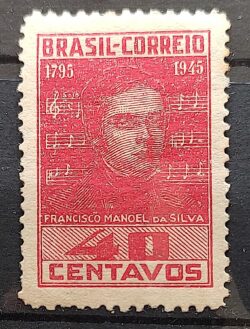 BRASIL-CORREIO
1795 1945
FRANCISCO MANOEL DA SILVA
40
CENTAVOS